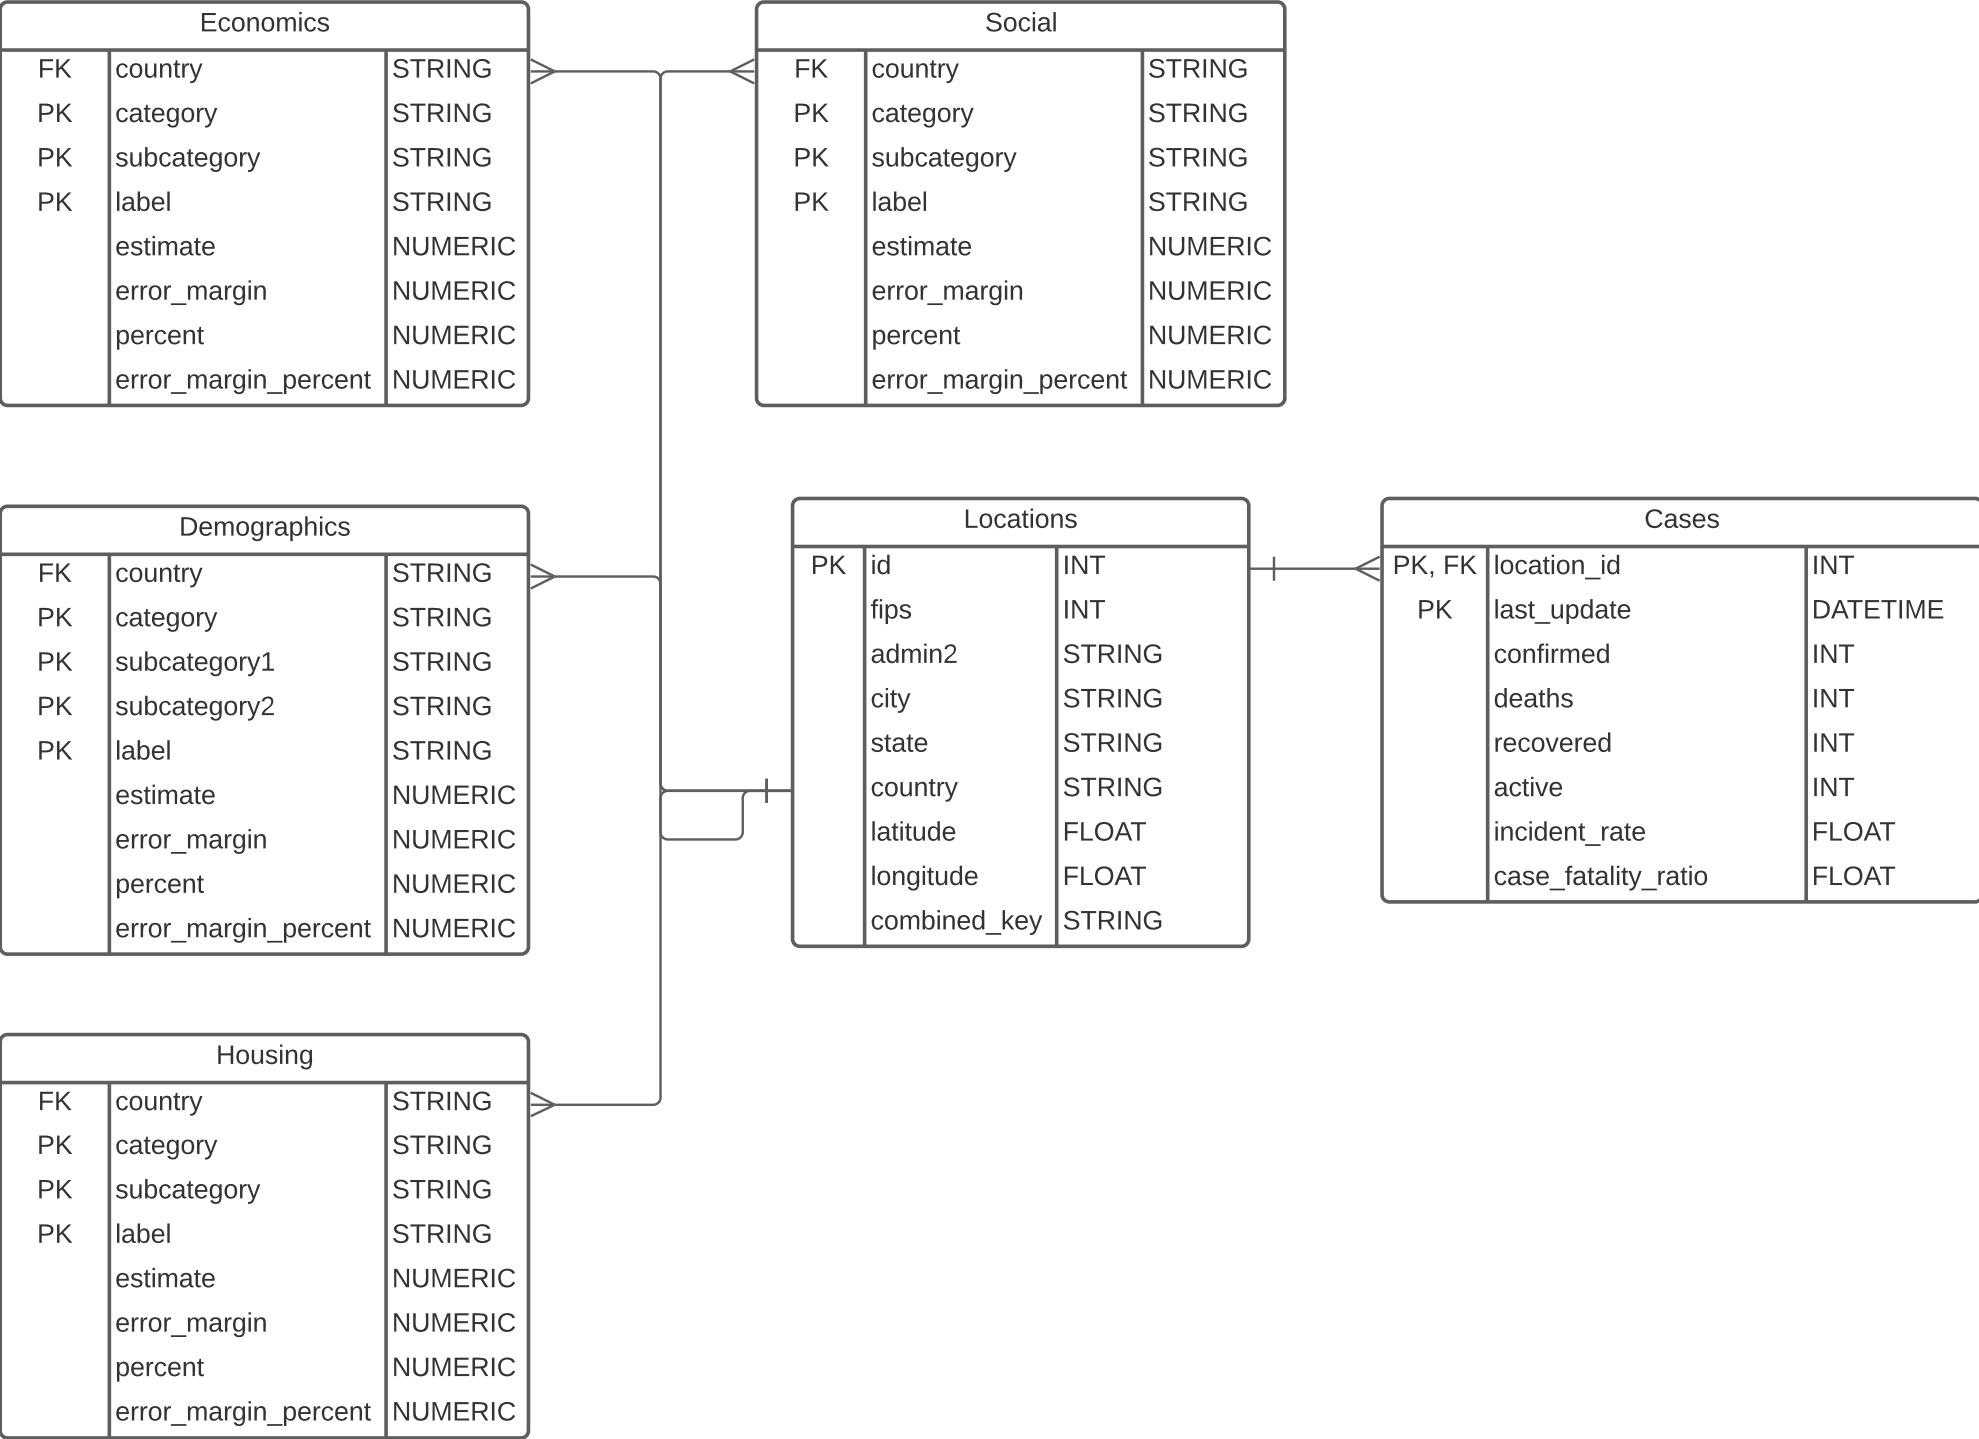 Economics
FK country STRING
PK category STRING
PK subcategory STRING
PK label STRING
estimate NUMERIC
error_margin NUMERIC
percent NUMERIC
error_margin_percent NUMERIC
Social
FK country STRING
PK category STRING
PK subcategory STRING
PK label STRING
estimate NUMERIC
error_margin NUMERIC
percent NUMERIC
error_margin_percent NUMERIC
Demographics
FK country STRING
PK category STRING
PK subcategory1 STRING
PK subcategory2 STRING
PK label STRING
estimate NUMERIC
error_margin NUMERIC
percent NUMERIC
error_margin_percent NUMERIC
Locations
PK id INT
fips INT
admin2 STRING
city STRING
state STRING
country STRING
latitude FLOAT
longitude FLOAT
combined_key STRING
Cases
PK, FK location_id INT
PK last_update DATETIME
confirmed INT
deaths INT
recovered INT
active INT
incident_rate FLOAT
case_fatality_ratio FLOAT
Housing
FK country STRING
PK category STRING
PK subcategory STRING
PK label STRING
estimate NUMERIC
error_margin NUMERIC
percent NUMERIC
error_margin_percent NUMERIC